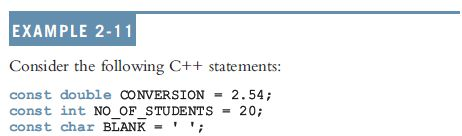 EXAMPLE 2-11
Consider the following C++ statements:
const double CONVERSION = 2.54;
const int NO_OF_STUDENTS = 20;
const char BLANK = ' ';